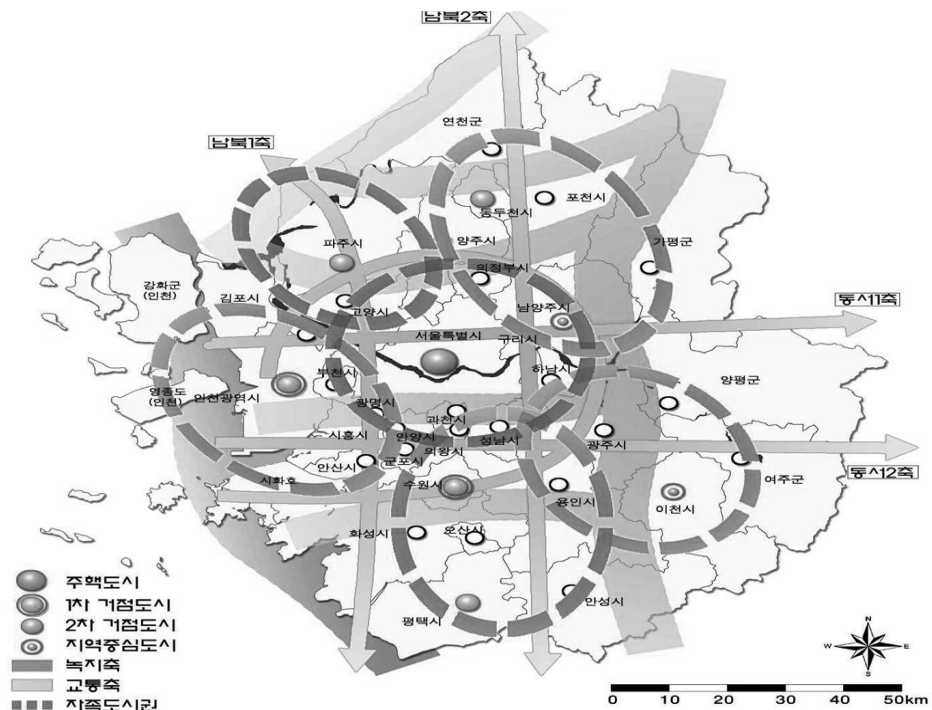 남북2축
연천군
남북1축
포천시
동두천시
양주시
가평군
파주시
의정부시
강화군
(인천)
김포시
고양시
남양주시
동서1축
서울특별시
구리시
하남시
부천시
양평군
영종도
(인천)
인천광역시
광명시
과천시
시흥시
안양시
성남시
광주시
의왕시
군포시
안산시
동서2축
시화호
수원시
여주군
용인시
이천시
화성시
오산시
안성시
평택시
주핵도시
1차 거점도시
2차 거점도시
지역중심도시
녹지축
교통축
자족도시권
N
W
E
S
0 10 20 30 40 50km